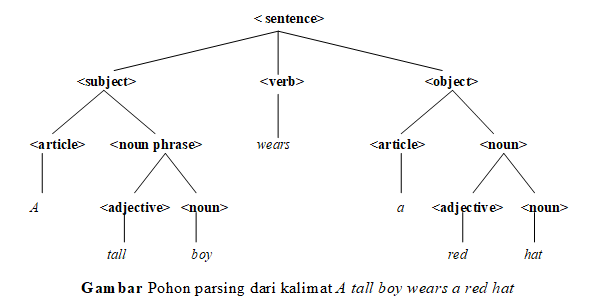 <sentence>
<subject> <verb> <object>
<article> <noun phrase> wears <article> <noun>
A <adjective> <noun> a <adjective> <noun>
tall boy red hat
Gambar Pohon parsing dari kalimat A tall boy wears a red hat